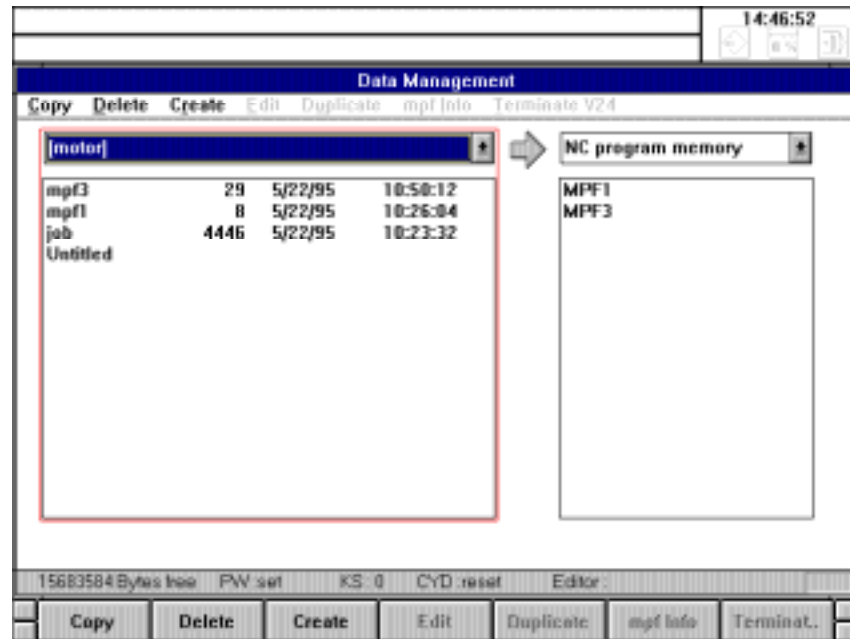 14:46:52
Data Management
Copy Delete Create Edit Duplicate mpf Info Terminate V24
[motor] NC program memory
mpf3 29 5/22/95 10:50:12 MPF1
mpf1 8 5/22/95 10:26:04 MPF3
job 4446 5/22/95 10:23:32
Untitled
15683584 Bytes free PW :set KS : 0 CYD :reset Editor :
Copy Delete Create Edit Duplicate mpf Info Terminat..